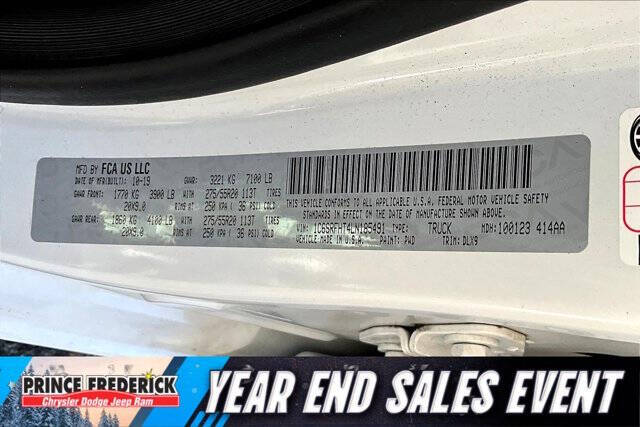 MFD BY FCA US LLC
DATE OF MFR(BUILT): 10-19 GVWR: 3221 KG 7100 LB
GAWR FRONT: 1770 KG 3900 LB WITH 275/55R20 113T TIRES
20X9.0 RIMS AT 250 KPA ( 36 PSI) COLD
GAWR REAR: 1860 KG 4100 LB WITH 275/55R20 113T TIRES
20X9.0 RIMS AT 250 KPA ( 36 PSI) COLD
THIS VEHICLE CONFORMS TO ALL APPLICABLE U.S.A. FEDERAL MOTOR VEHICLE SAFETY
STANDARDS IN EFFECT ON THE DATE OF MANUFACTURE SHOWN ABOVE.
VIN: 1C6SRFHT4LN185491 TYPE: TRUCK MDH: 100123 414AA
VEHICLE MADE IN U.S.A. PAINT: PW7 TRIM: DLX9
PRINCE FREDERICK
Chrysler Dodge Jeep Ram
YEAR END SALES EVENT